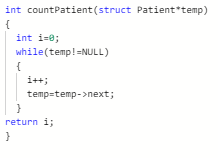 int countPatient(struct Patient*temp)
{
int i=0;
while(temp!=NULL)
{
i++;
temp=temp->next;
}
return i;
}